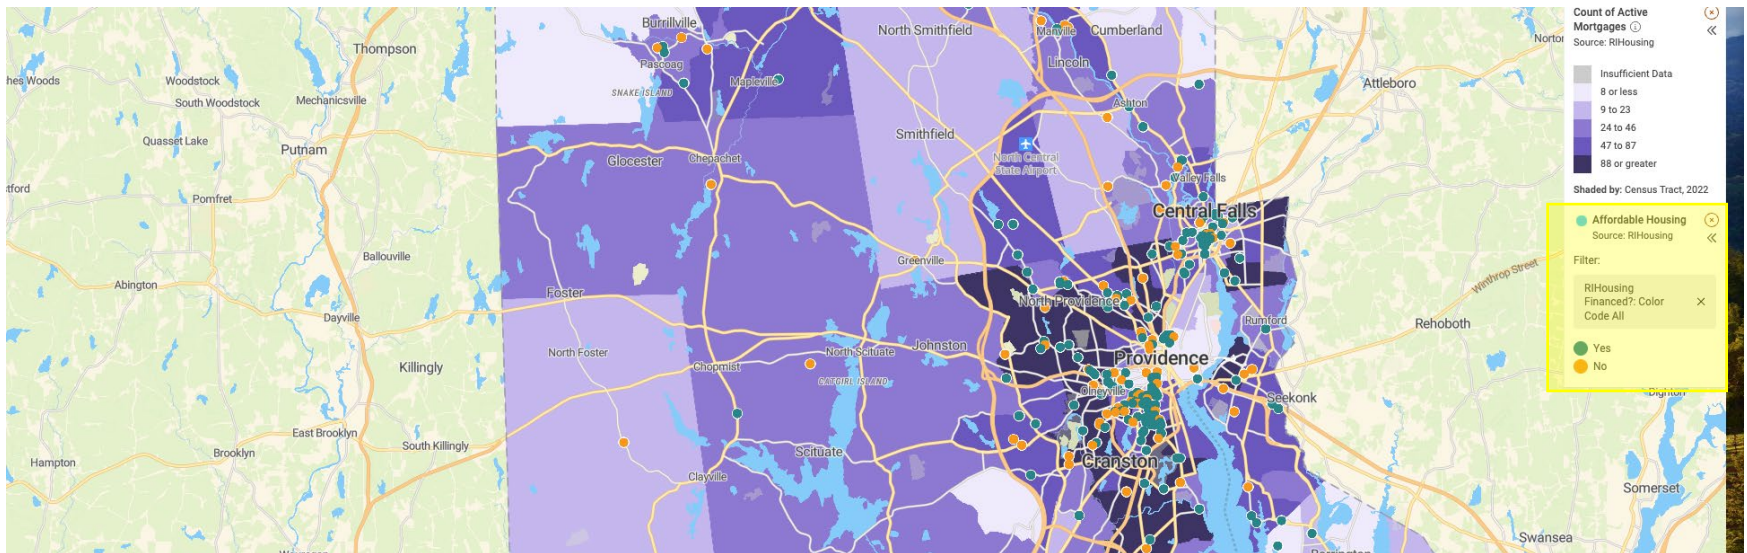 Burrillville
North Smithfield
Manville
Cumberland
Thompson
Pascoag
Lincoln
Woodstock
Mapleville
Attleboro
South Woodstock
Mechanicsville
SNAKE ISLAND
Ashton
Quasset Lake
Putnam
Smithfield
Glocester
Chepachet
North Central
State Airport
Valley Falls
Pomfret
Central Falls
Ballouville
Greenville
Winthrop Street
Abington
Foster
North Providence
Dayville
Rumford
Rehoboth
North Foster
North Scituate
Johnston
Providence
Killingly
Chopmist
CATGIRL ISLAND
Olneyville
Seekonk
East Brooklyn
South Killingly
Brooklyn
Scituate
Cranston
Hampton
Clayville
Somerset
Swansea
Count of Active
Mortgages
Source: RIHousing
Insufficient Data
8 or less
9 to 23
24 to 46
47 to 87
88 or greater
Shaded by: Census Tract, 2022
Affordable Housing
Source: RIHousing
Filter:
RIHousing
Financed?: Color
Code All
Yes
No